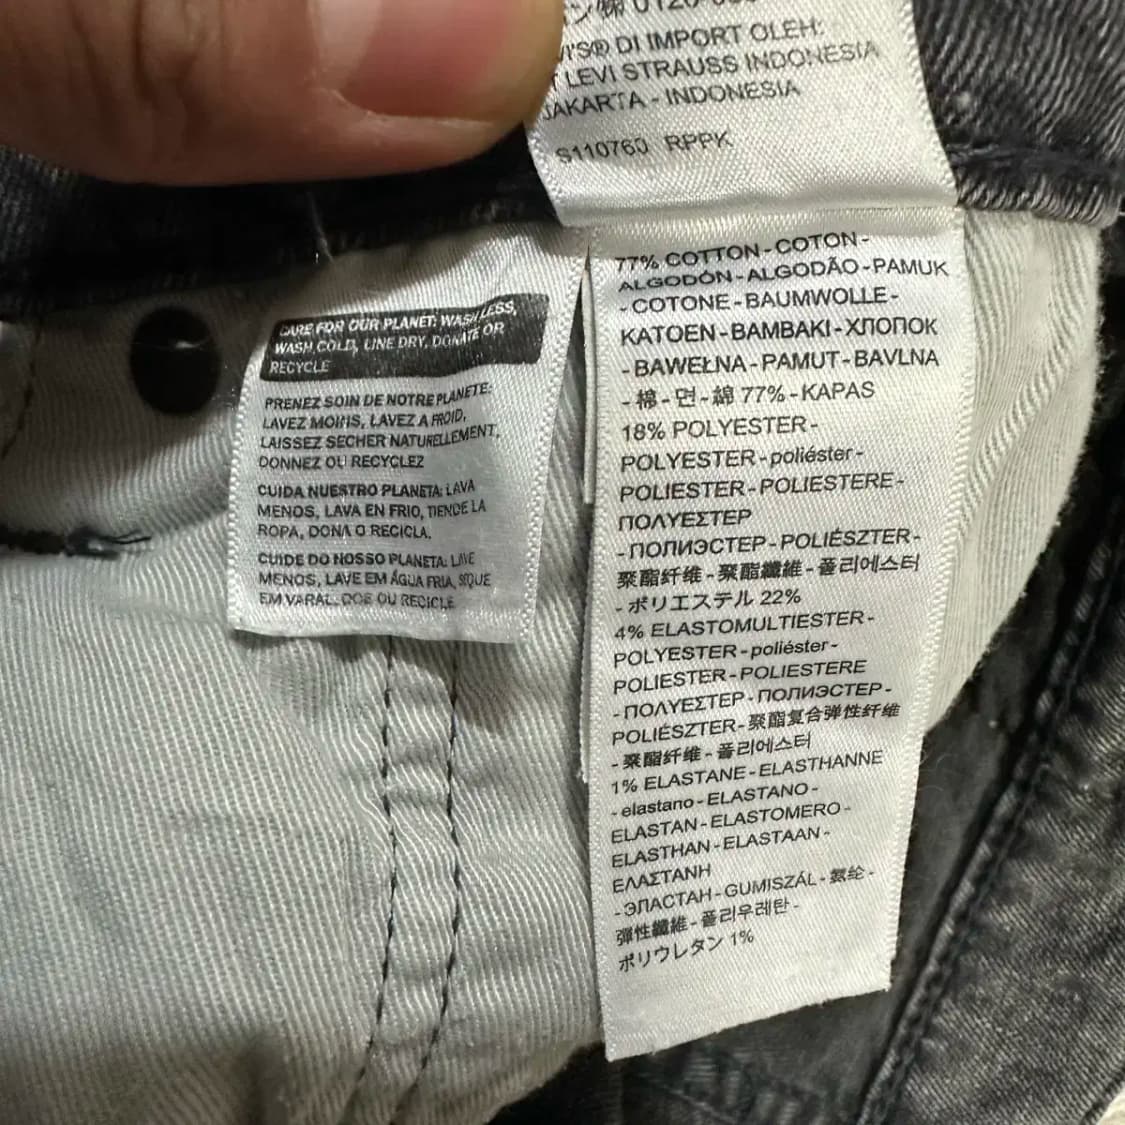 DI IMPORT OLEH:
LEVI STRAUSS INDONESIA
JAKARTA - INDONESIA
S110760 RPPK
CARE FOR OUR PLANET: WASH LESS,
WASH COLD, LINE DRY, DONATE OR
RECYCLE
PRENEZ SOIN DE NOTRE PLANETE:
LAVEZ MOINS, LAVEZ A FROID,
LAISSEZ SECHER NATURELLEMENT,
DONNEZ OU RECYCLEZ
CUIDA NUESTRO PLANETA: LAVA
MENOS, LAVA EN FRIO, TIENDE LA
ROPA, DONA O RECICLA.
CUIDE DO NOSSO PLANETA: LAVE
MENOS, LAVE EM ÁGUA FRIA, SEQUE
EM VARAL, DOE OU RECICLE
77% COTTON - COTON -
ALGODÓN - ALGODÃO - PAMUK
- COTONE - BAUMWOLLE -
KATOEN - BAMBAKI - ХЛОПОК
- BAWEŁNA - PAMUT - BAVLNA
- 棉 - 면 - 綿 77% - KAPAS
18% POLYESTER -
POLYESTER - poliéster -
POLIESTER - POLIESTERE -
ΠΟΛΥΕΣΤΕΡ
- ПОЛИЭСТЕР - POLIÉSZTER -
聚酯纤维 - 聚酯纖維 - 폴리에스터
- ポリエステル 22%
4% ELASTOMULTIESTER -
POLYESTER - poliéster -
POLIESTER - POLIESTERE
- ΠΟΛΥΕΣΤΕΡ - ПОЛИЭСТЕР -
POLIÉSZTER - 聚酯复合弹性纤维
- 聚酯纤维 - 폴리에스터
1% ELASTANE - ELASTHANNE
- elastano - ELASTANO -
ELASTAN - ELASTOMERO -
ELASTHAN - ELASTAAN -
ΕΛΑΣΤΑΝΗ
- ЭЛАСТАН - GUMISZÁL - 氨纶 -
彈性纖維 - 폴리우레탄 -
ポリウレタン 1%